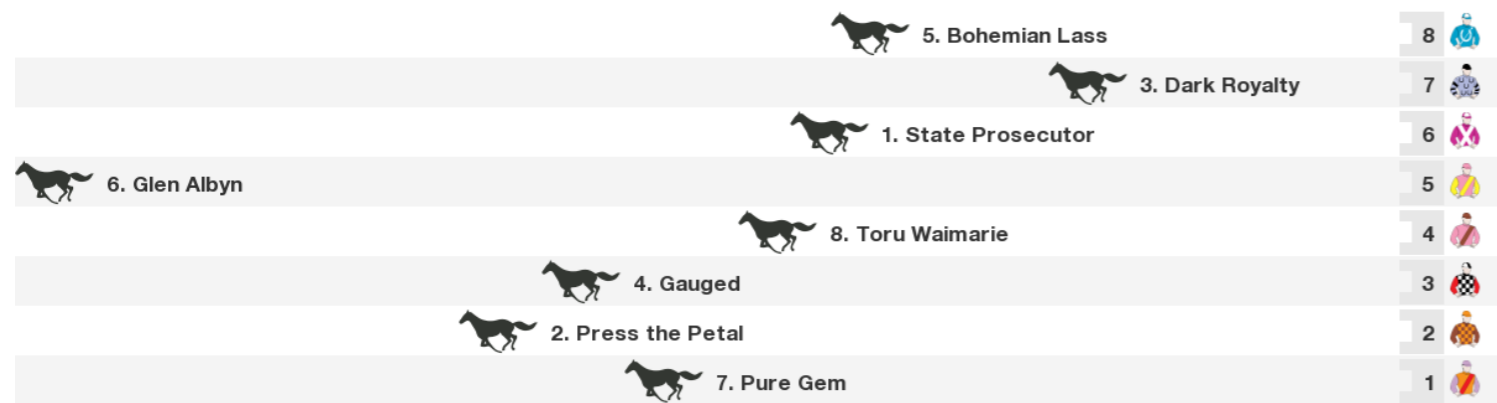 5. Bohemian Lass 8
3. Dark Royalty 7
1. State Prosecutor 6
6. Glen Albyn 5
8. Toru Waimarie 4
4. Gauged 3
2. Press the Petal 2
7. Pure Gem 1